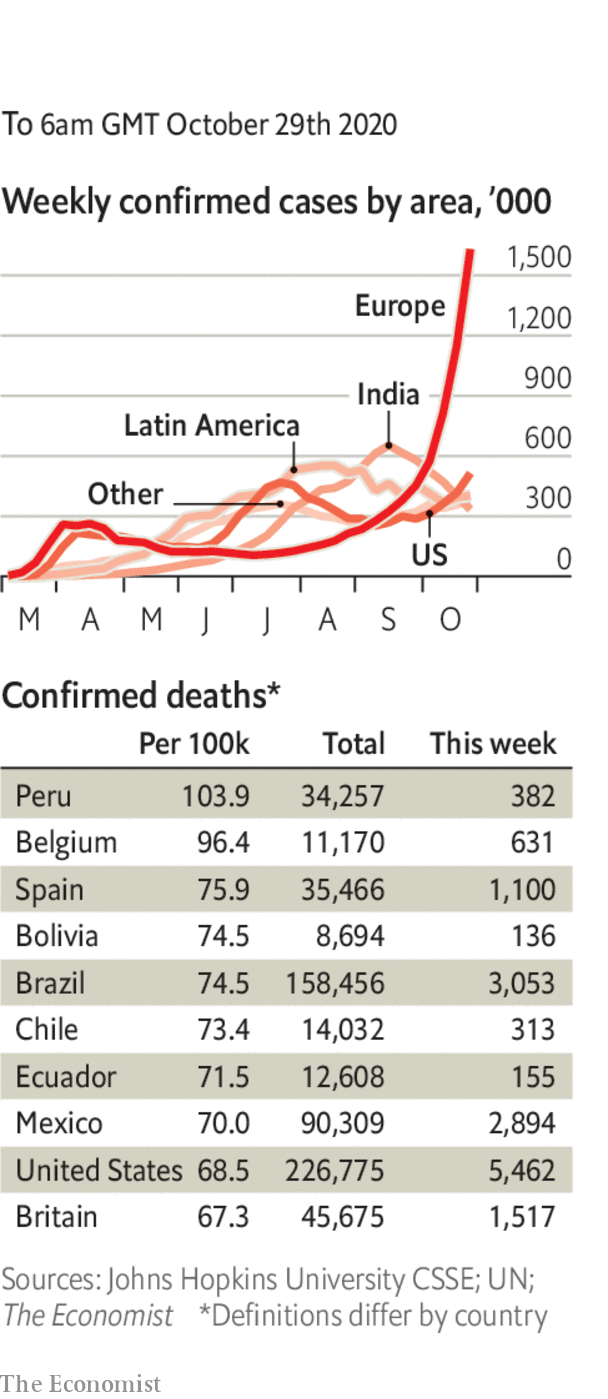 To 6am GMT October 29th 2020
Weekly confirmed cases by area, ’000
1,500
Europe
1,200
900
India
Latin America
600
Other
300
US
0
M A M J J A S O
Confirmed deaths*
Per 100k Total This week
Peru 103.9 34,257 382
Belgium 96.4 11,170 631
Spain 75.9 35,466 1,100
Bolivia 74.5 8,694 136
Brazil 74.5 158,456 3,053
Chile 73.4 14,032 313
Ecuador 71.5 12,608 155
Mexico 70.0 90,309 2,894
United States 68.5 226,775 5,462
Britain 67.3 45,675 1,517
Sources: Johns Hopkins University CSSE; UN;
The Economist *Definitions differ by country
The Economist